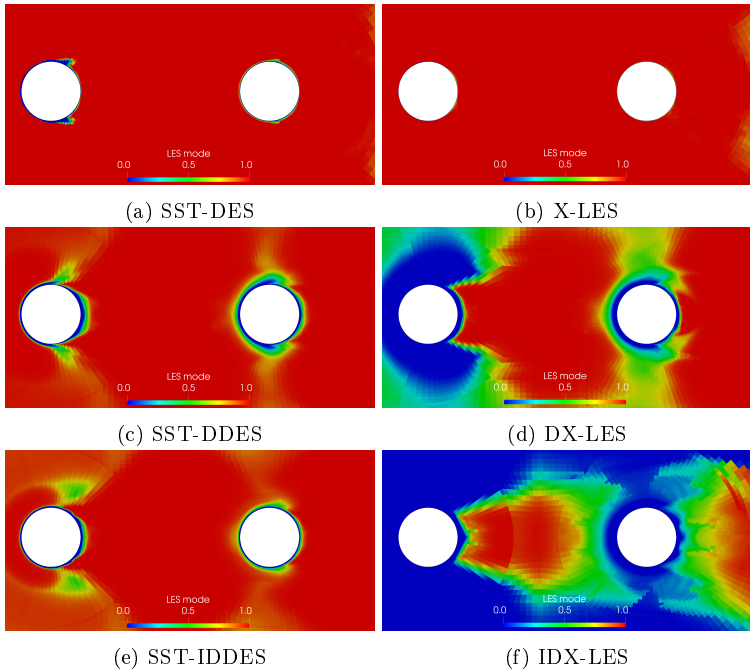 LES mode
0.0 0.5 1.0
LES mode
0.0 0.5 1.0
(a) SST-DES
(b) X-LES
LES mode
0.0 0.5 1.0
LES mode
0.0 0.5 1.0
(c) SST-DDES
(d) DX-LES
LES mode
0.0 0.5 1.0
LES mode
0.0 0.5 1.0
(e) SST-IDDES
(f) IDX-LES